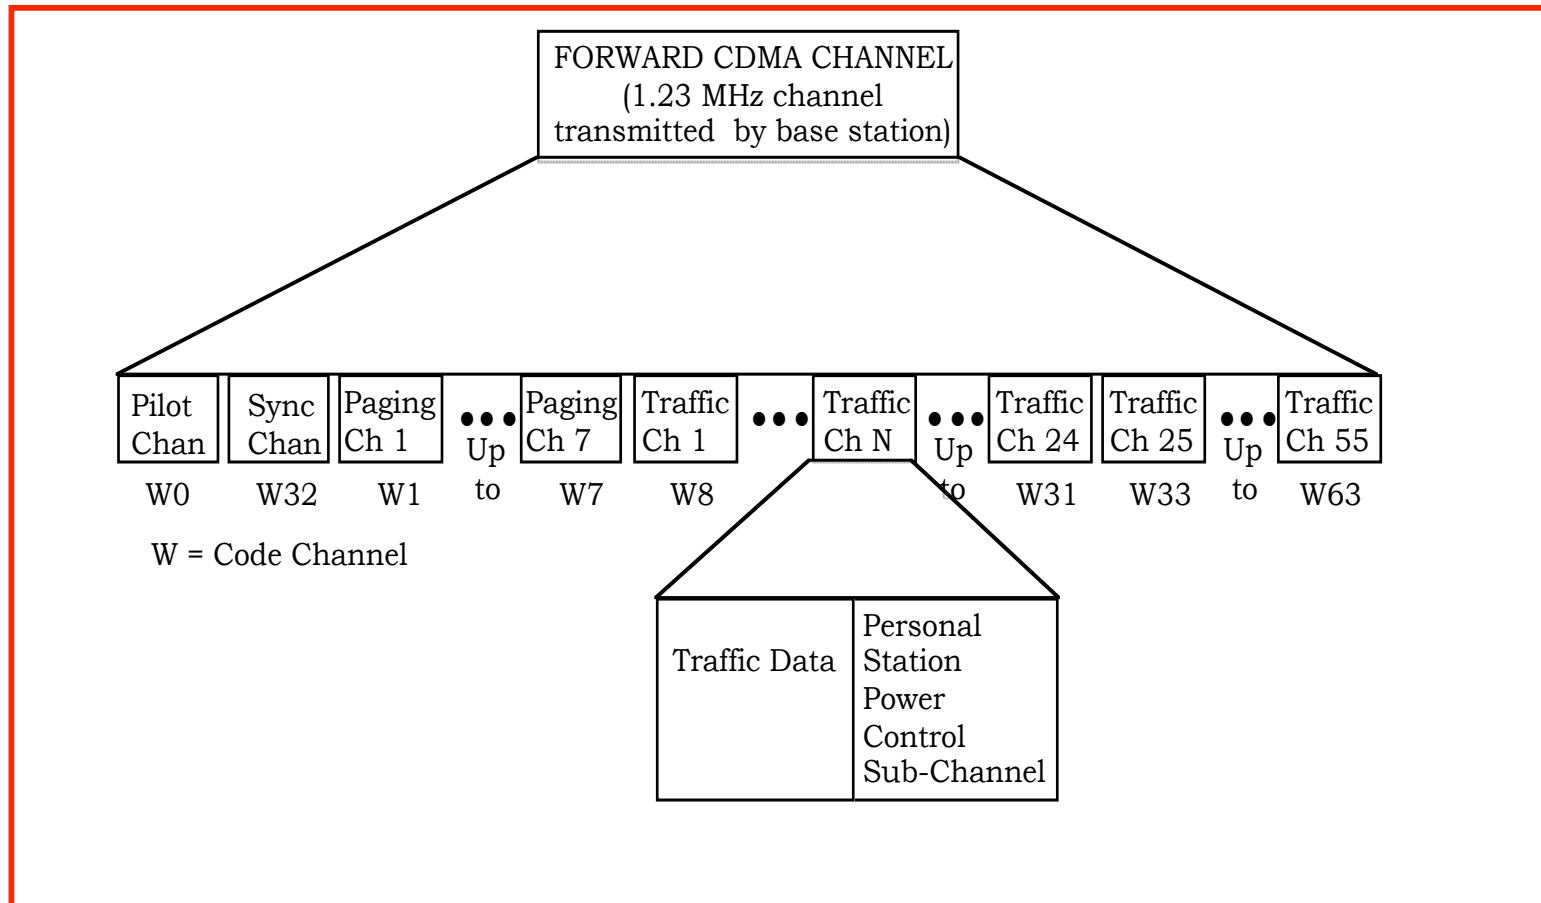 FORWARD CDMA CHANNEL
(1.23 MHz channel
transmitted by base station)
Pilot
Chan
Sync
Chan
Paging
Ch 1
Up
to
Paging
Ch 7
Traffic
Ch 1
Traffic
Ch N
Up
to
Traffic
Ch 24
Traffic
Ch 25
Up
to
Traffic
Ch 55
W0
W32
W1
W7
W8
W31
W33
W63
W = Code Channel
Traffic Data
Personal
Station
Power
Control
Sub-Channel